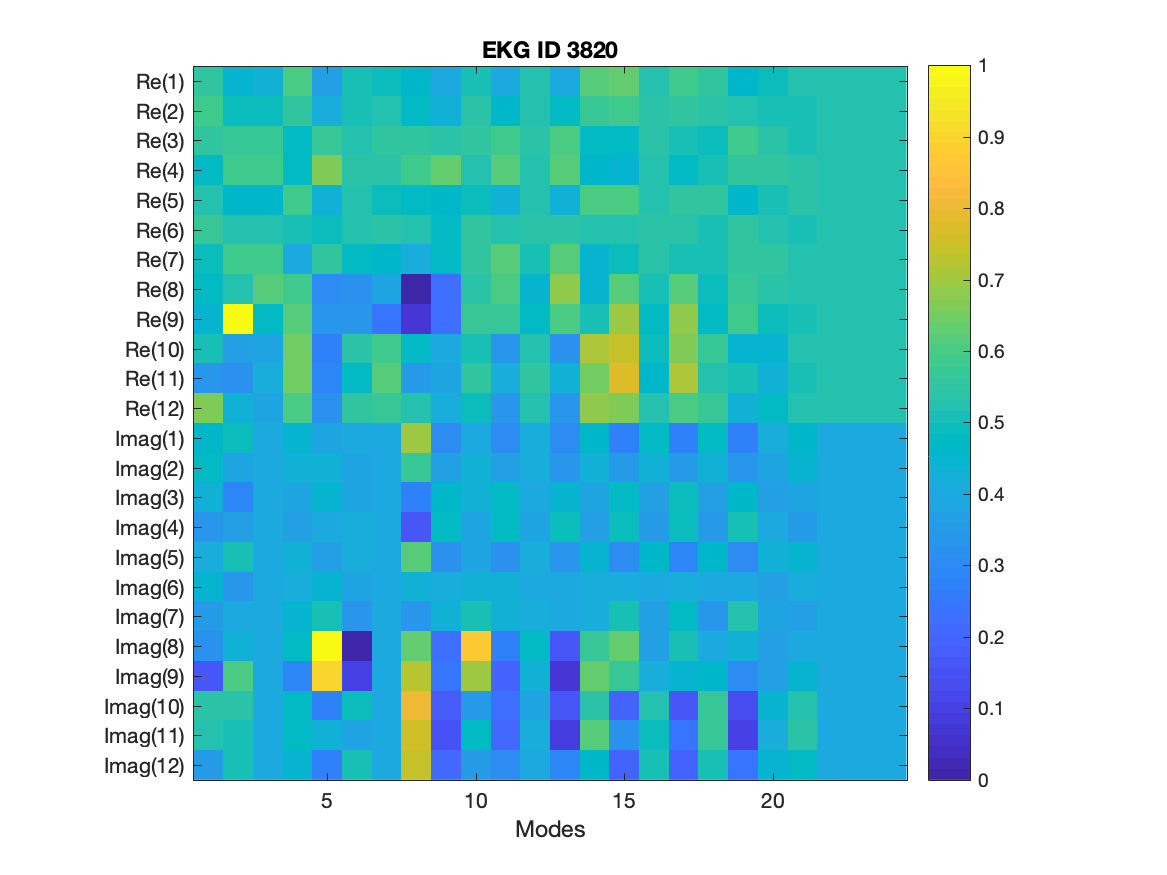 EKG ID 3820
Re(1)
Re(2)
Re(3)
Re(4)
Re(5)
Re(6)
Re(7)
Re(8)
Re(9)
Re(10)
Re(11)
Re(12)
Imag(1)
Imag(2)
Imag(3)
Imag(4)
Imag(5)
Imag(6)
Imag(7)
Imag(8)
Imag(9)
Imag(10)
Imag(11)
Imag(12)
5 10 15 20
Modes
1
0.9
0.8
0.7
0.6
0.5
0.4
0.3
0.2
0.1
0